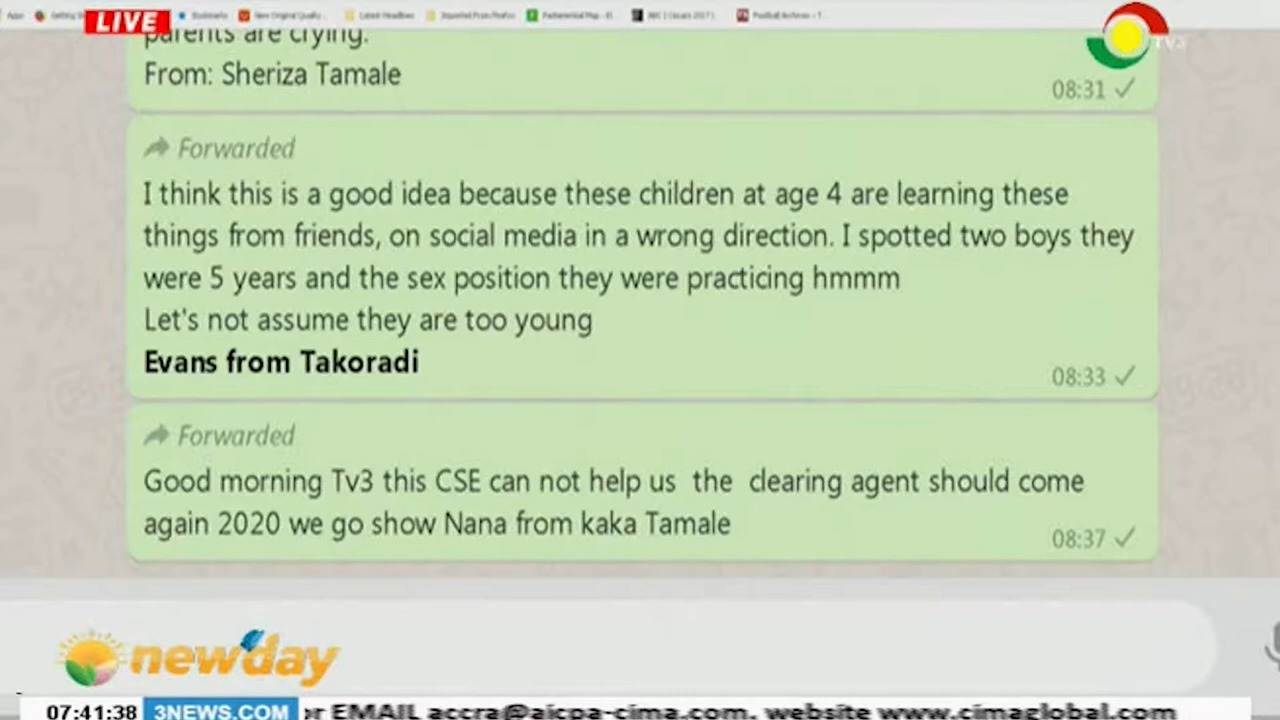 LIVE
Bookmarks
Latest Headlines
Tv3
parents are crying.
From: Sheriza Tamale
08:31
Forwarded
I think this is a good idea because these children at age 4 are learning these
things from friends, on social media in a wrong direction. I spotted two boys they
were 5 years and the sex position they were practicing hmmm
Let's not assume they are too young
Evans from Takoradi
08:33
Forwarded
Good morning Tv3 this CSE can not help us the clearing agent should come
again 2020 we go show Nana from kaka Tamale
08:37
newday
07:41:38 3NEWS.COM or EMAIL accra@aicpa-cima.com, website www.cimaglobal.com